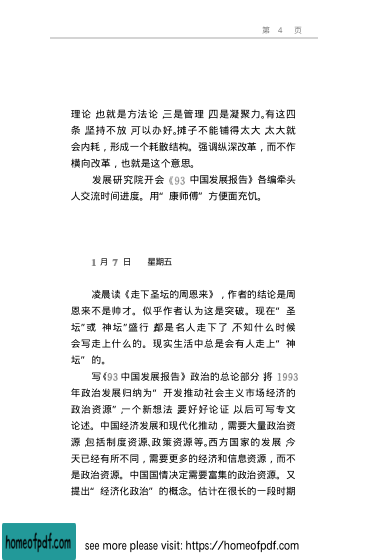 第 4 页
理论 也就是方法论 三是管理 四是凝聚力。有这四
条 坚持不放 可以办好。摊子不能铺得太大 太大就
会内耗，形成一个耗散结构。强调纵深改革，而不作
横向改革，也就是这个意思。
发展研究院开会《93 中国发展报告》各编牵头
人交流时间进度。用“康师傅”方便面充饥。
1 月 7 日 星期五
凌晨读《走下圣坛的周恩来》，作者的结论是周
恩来不是帅才。似乎作者认为这是突破。现在“圣
坛”或 神坛”盛行 都是名人走下了 不知什么时候
会写走上什么的。现实生活中总是会有人走上“神
坛”的。
写《93 中国发展报告》政治的总论部分 将 1993
年政治发展归纳为“开发推动社会主义市场经济的
政治资源”，一个新想法 要好好论证 以后可写专文
论述。中国经济发展和现代化推动，需要大量政治资
源 包括制度资源、政策资源等。西方国家的发展 今
天已经有所不同，需要更多的经济和信息资源，而不
是政治资源。中国国情决定需要富集的政治资源。又
提出“经济化政治”的概念。估计在很长的一段时期
homeofpdf.com
see more please visit: https://homeofpdf.com